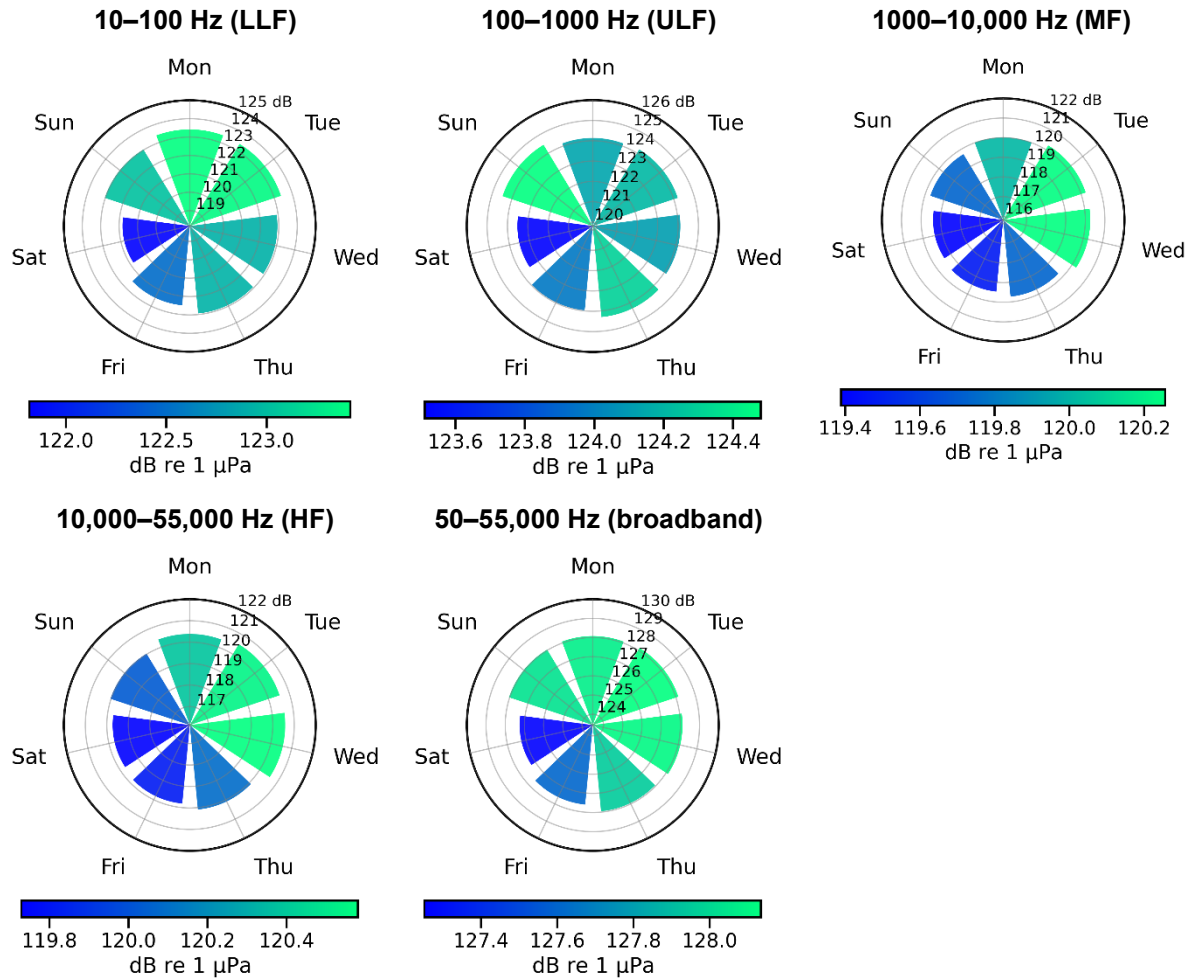 10–100 Hz (LLF)
Mon
Tue
Wed
Thu
Fri
Sat
Sun
125 dB
124
123
122
121
120
119
122.0 122.5 123.0
dB re 1 μPa
100–1000 Hz (ULF)
Mon
Tue
Wed
Thu
Fri
Sat
Sun
126 dB
125
124
123
122
121
120
123.6 123.8 124.0 124.2 124.4
dB re 1 μPa
1000–10,000 Hz (MF)
Mon
Tue
Wed
Thu
Fri
Sat
Sun
122 dB
121
120
119
118
117
116
119.4 119.6 119.8 120.0 120.2
dB re 1 μPa
10,000–55,000 Hz (HF)
Mon
Tue
Wed
Thu
Fri
Sat
Sun
122 dB
121
120
119
118
117
119.8 120.0 120.2 120.4
dB re 1 μPa
50–55,000 Hz (broadband)
Mon
Tue
Wed
Thu
Fri
Sat
Sun
130 dB
129
128
127
126
125
124
127.4 127.6 127.8 128.0
dB re 1 μPa